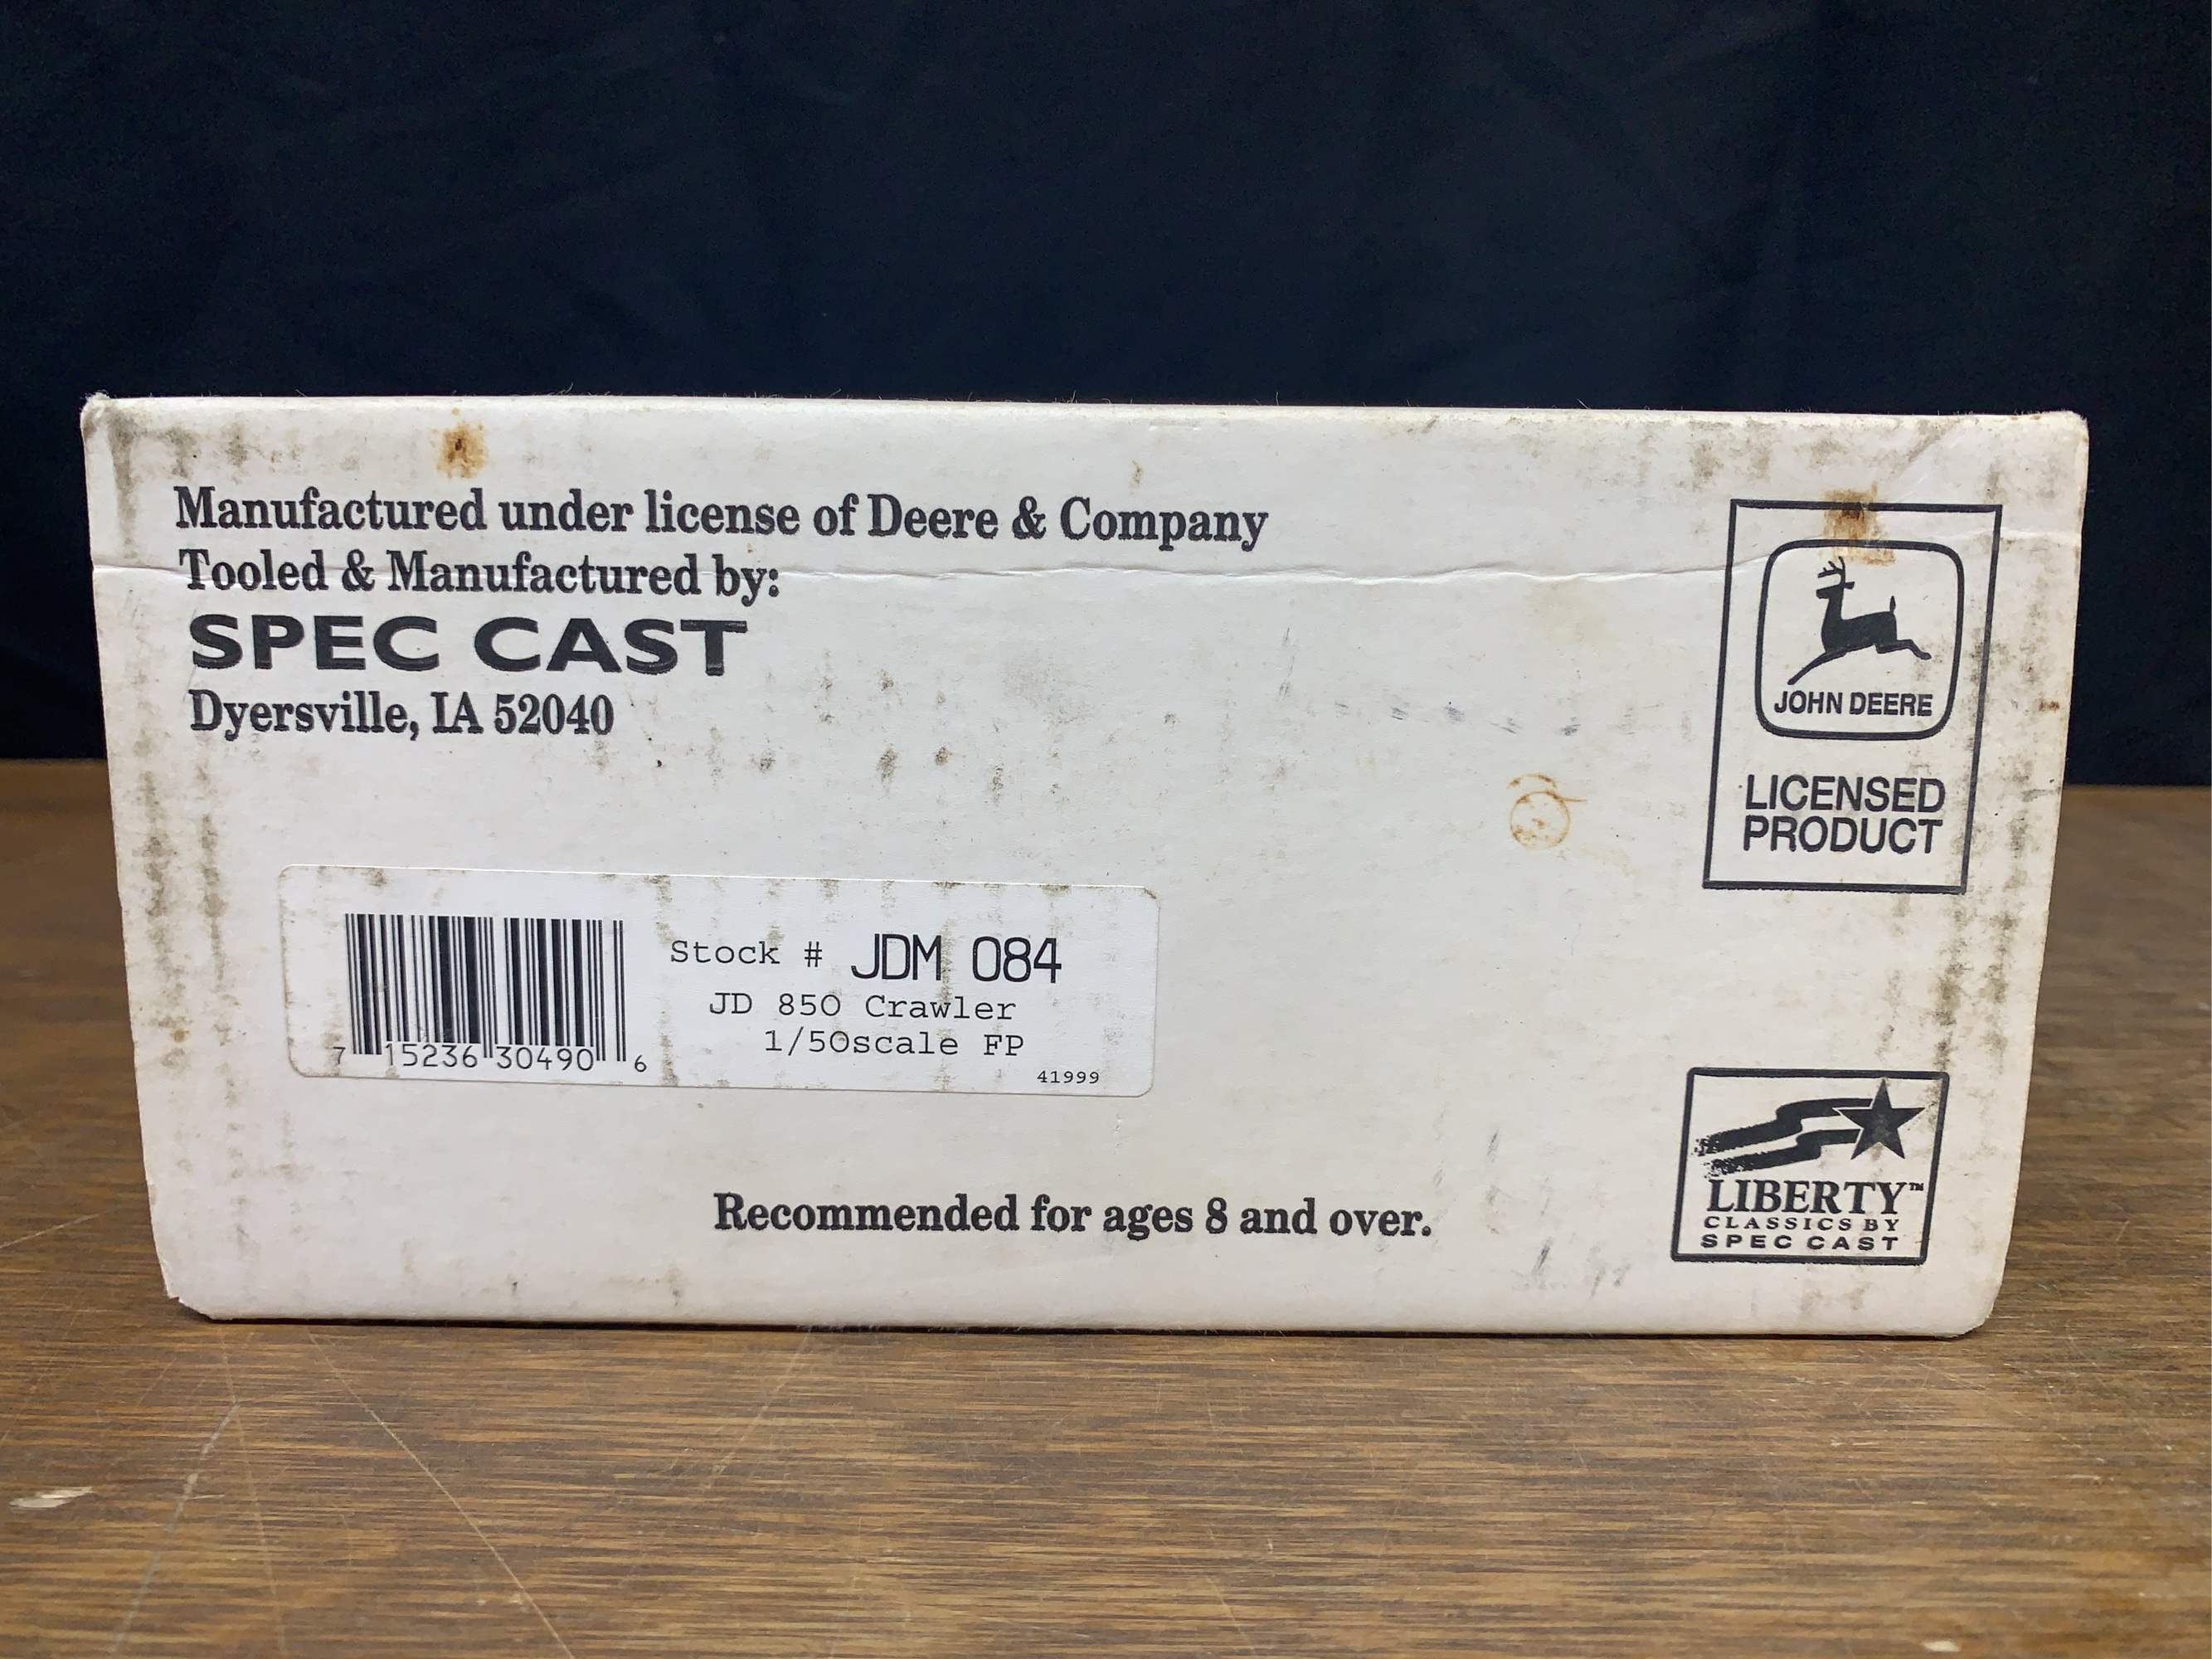 Manufactured under license of Deere & Company
Tooled & Manufactured by:
SPEC CAST
Dyersville, IA 52040
JOHN DEERE
LICENSED
PRODUCT
Stock # JDM 084
JD 850 Crawler
1/50scale FP
41999
7 15236 30490 6
Recommended for ages 8 and over.
LIBERTY™
CLASSICS BY
SPEC CAST